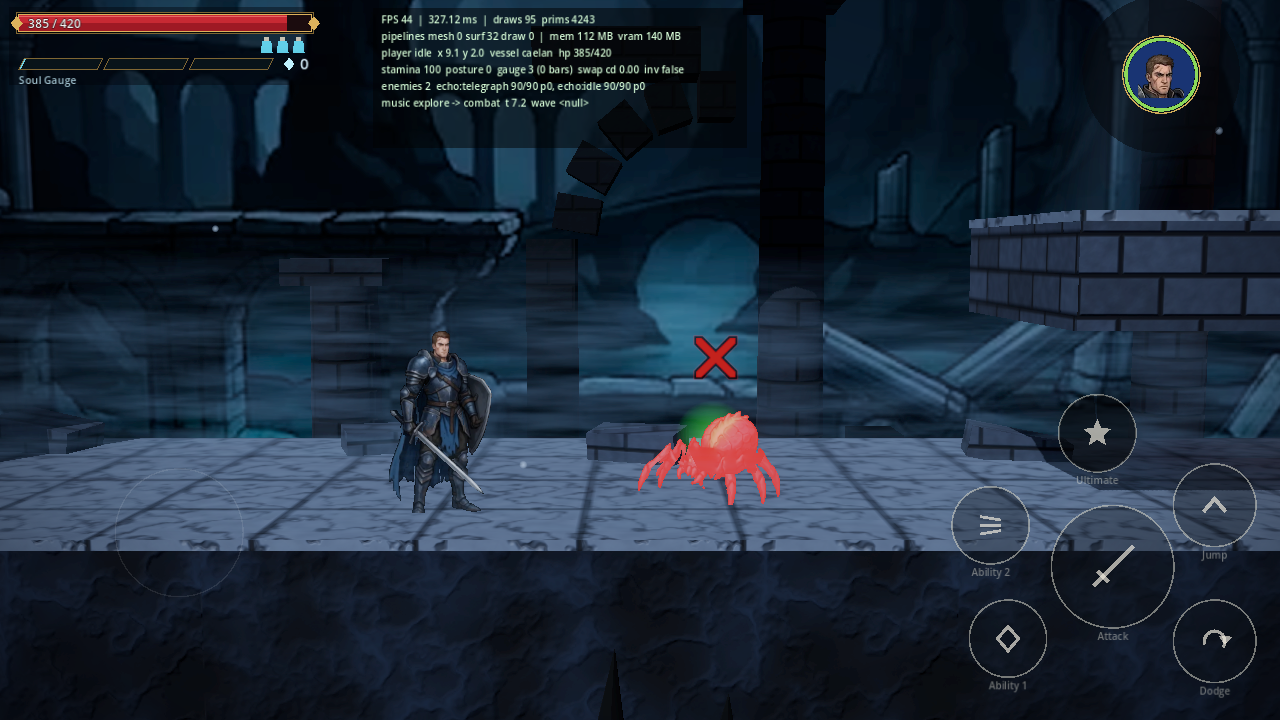 385 / 420
0
Soul Gauge
FPS 44 | 327.12 ms | draws 95 prims 4243
pipelines mesh 0 surf 32 draw 0 | mem 112 MB vram 140 MB
player idle x 9.1 y 2.0 vessel caelan hp 385/420
stamina 100 posture 0 gauge 3 (0 bars) swap cd 0.00 inv false
enemies 2 echo:telegraph 90/90 p0, echo:idle 90/90 p0
music explore -> combat t 7.2 wave <null>
Ultimate
Jump
Ability 2
Attack
Ability 1
Dodge